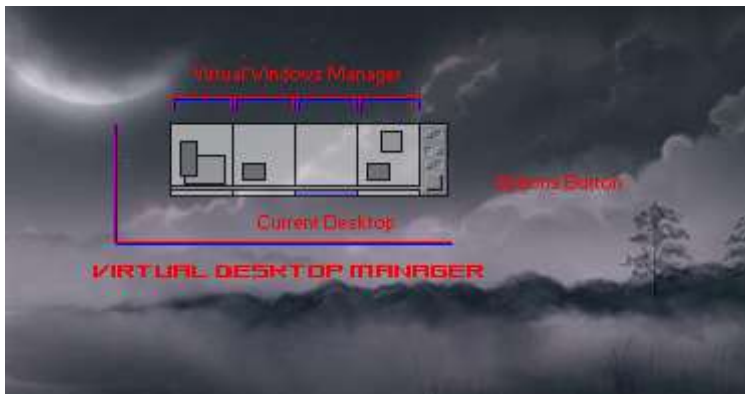 Virtual Windows Manager
Options Button
Current Desktop
VIRTUAL DESKTOP MANAGER